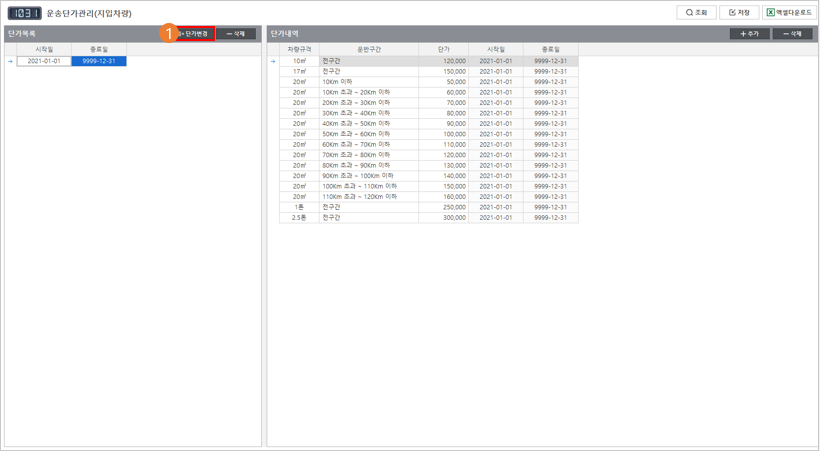 1031 운송단가관리(지입차량) 조회 저장 엑셀다운로드
단가목록 1 단가변경 삭제
시작일 종료일
2021-01-01 9999-12-31
단가내역 추가 삭제
차량규격 운반구간 단가 시작일 종료일
10㎥ 전구간 120,000 2021-01-01 9999-12-31
17㎥ 전구간 150,000 2021-01-01 9999-12-31
20㎥ 10Km 이하 50,000 2021-01-01 9999-12-31
20㎥ 10Km 초과 ~ 20Km 이하 60,000 2021-01-01 9999-12-31
20㎥ 20Km 초과 ~ 30Km 이하 70,000 2021-01-01 9999-12-31
20㎥ 30Km 초과 ~ 40Km 이하 80,000 2021-01-01 9999-12-31
20㎥ 40Km 초과 ~ 50Km 이하 90,000 2021-01-01 9999-12-31
20㎥ 50Km 초과 ~ 60Km 이하 100,000 2021-01-01 9999-12-31
20㎥ 60Km 초과 ~ 70Km 이하 110,000 2021-01-01 9999-12-31
20㎥ 70Km 초과 ~ 80Km 이하 120,000 2021-01-01 9999-12-31
20㎥ 80Km 초과 ~ 90Km 이하 130,000 2021-01-01 9999-12-31
20㎥ 90Km 초과 ~ 100Km 이하 140,000 2021-01-01 9999-12-31
20㎥ 100Km 초과 ~ 110Km 이하 150,000 2021-01-01 9999-12-31
20㎥ 110Km 초과 ~ 120Km 이하 160,000 2021-01-01 9999-12-31
1톤 전구간 250,000 2021-01-01 9999-12-31
2.5톤 전구간 300,000 2021-01-01 9999-12-31